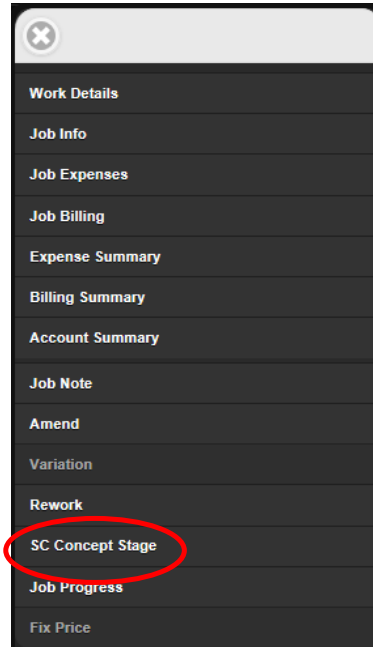 Work Details
Job Info
Job Expenses
Job Billing
Expense Summary
Billing Summary
Account Summary
Job Note
Amend
Variation
Rework
SC Concept Stage
Job Progress
Fix Price